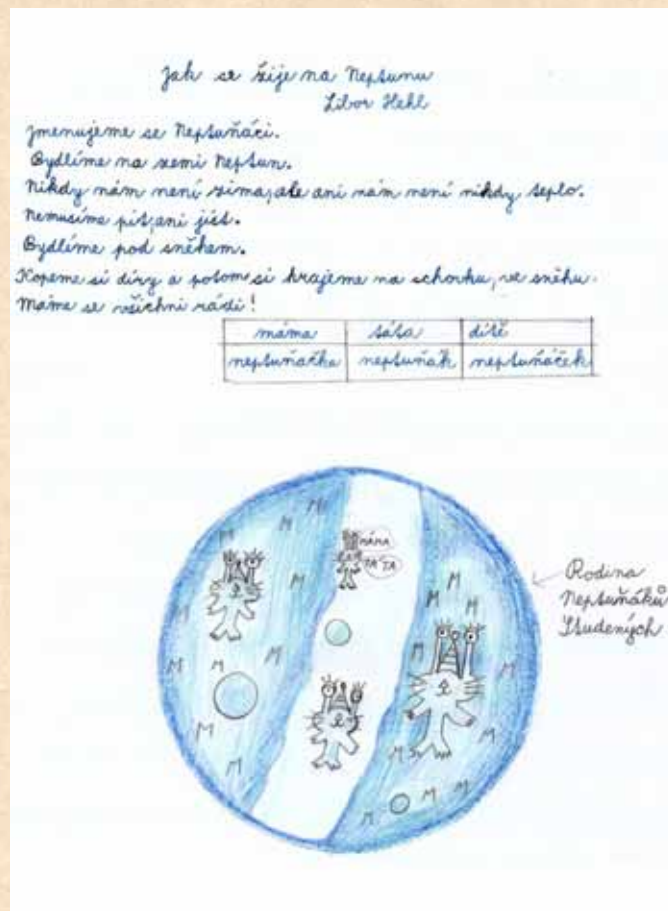 Jak se žije na Neptunu
Libor Hehl
Jmenujeme se Neptuňáci.
Bydlíme na zemi Neptun.
Nikdy nám není zima, ale ani nám není nikdy teplo.
Nemusíme pít, ani jíst.
Bydlíme pod sněhem.
Kopeme si díry a potom si hrajeme na schovku, ve sněhu.
Máme se všichni rádi!
máma táta dítě
neptuňačka neptuňák neptuňáček
MÁMA
TÁTA
Rodina
Neptuňáků
Studených